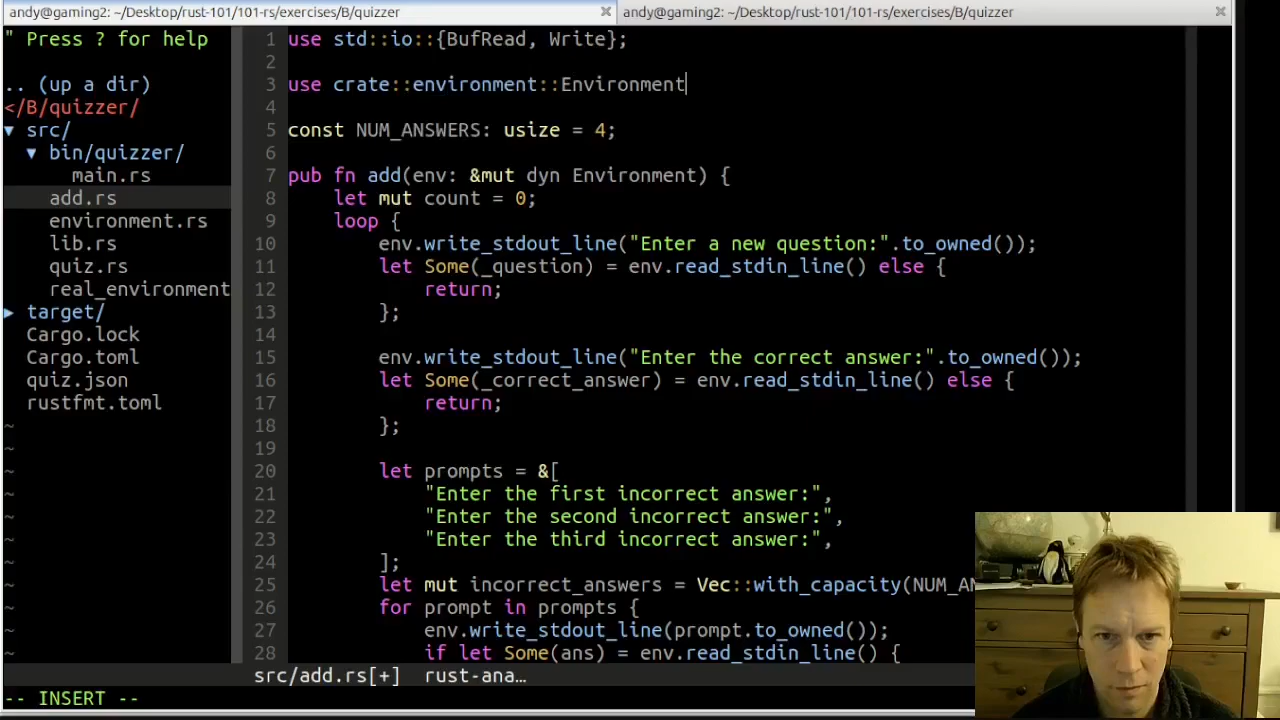 andy@gaming2: ~/Desktop/rust-101/101-rs/exercises/B/quizzer
andy@gaming2: ~/Desktop/rust-101/101-rs/exercises/B/quizzer
" Press ? for help
.. (up a dir)
</B/quizzer/
▼ src/
▼ bin/quizzer/
main.rs
add.rs
environment.rs
lib.rs
quiz.rs
real_environment
▶ target/
Cargo.lock
Cargo.toml
quiz.json
rustfmt.toml
~
~
~
~
~
~
~
~
~
~
~
1 use std::io::{BufRead, Write};
2
3 use crate::environment::Environment
4
5 const NUM_ANSWERS: usize = 4;
6
7 pub fn add(env: &mut dyn Environment) {
8     let mut count = 0;
9     loop {
10         env.write_stdout_line("Enter a new question:".to_owned());
11         let Some(_question) = env.read_stdin_line() else {
12             return;
13         };
14
15         env.write_stdout_line("Enter the correct answer:".to_owned());
16         let Some(_correct_answer) = env.read_stdin_line() else {
17             return;
18         };
19
20         let prompts = &[
21             "Enter the first incorrect answer:",
22             "Enter the second incorrect answer:",
23             "Enter the third incorrect answer:",
24         ];
25         let mut incorrect_answers = Vec::with_capacity(NUM_AN
26         for prompt in prompts {
27             env.write_stdout_line(prompt.to_owned());
28             if let Some(ans) = env.read_stdin_line() {
src/add.rs[+] rust-ana…
-- INSERT --